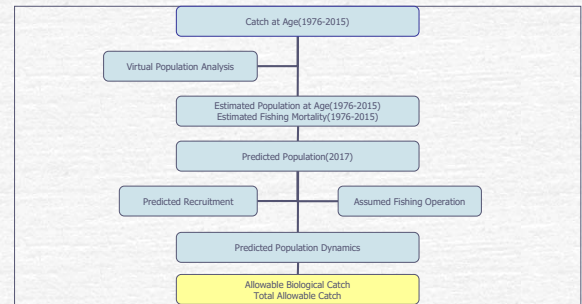 Catch at Age(1976-2015)
Virtual Population Analysis
Estimated Population at Age(1976-2015)
Estimated Fishing Mortality(1976-2015)
Predicted Population(2017)
Predicted Recruitment
Assumed Fishing Operation
Predicted Population Dynamics
Allowable Biological Catch
Total Allowable Catch